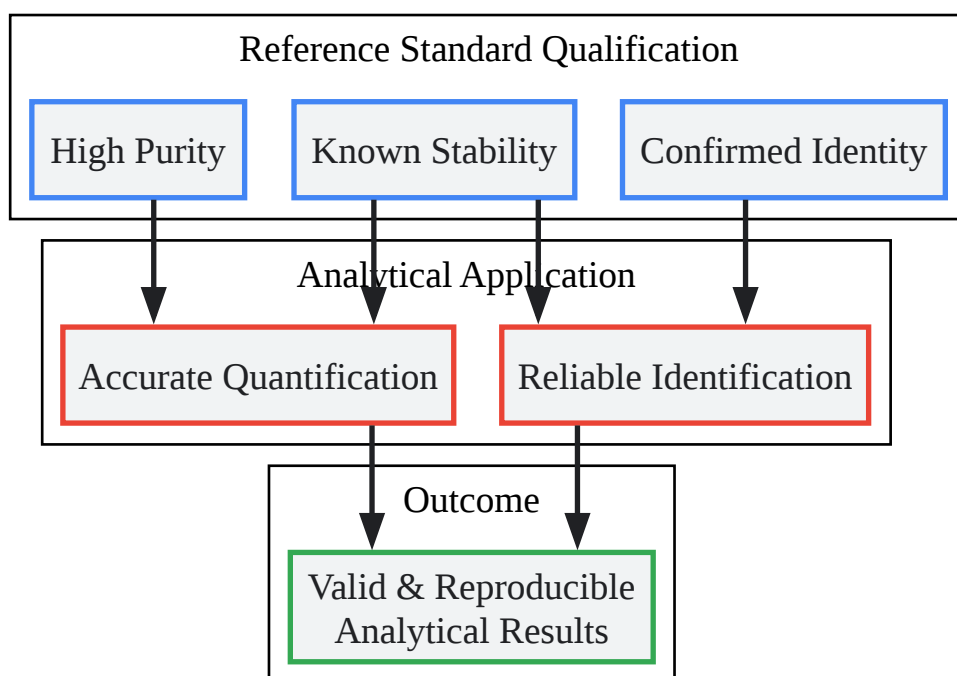 Reference Standard Qualification
High Purity
Known Stability
Confirmed Identity
Analytical Application
Accurate Quantification
Reliable Identification
Outcome
Valid & Reproducible
Analytical Results